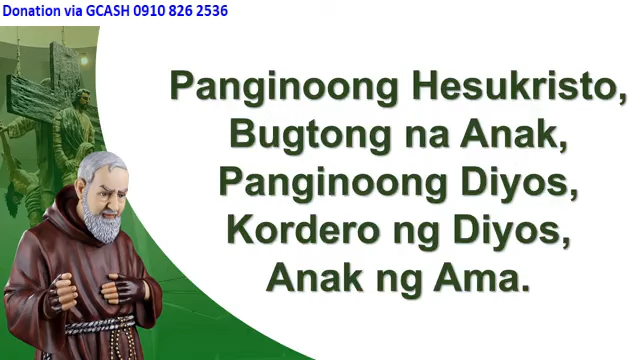 Donation via GCASH 0910 826 2536
Panginoong Hesukristo,
Bugtong na Anak,
Panginoong Diyos,
Kordero ng Diyos,
Anak ng Ama.